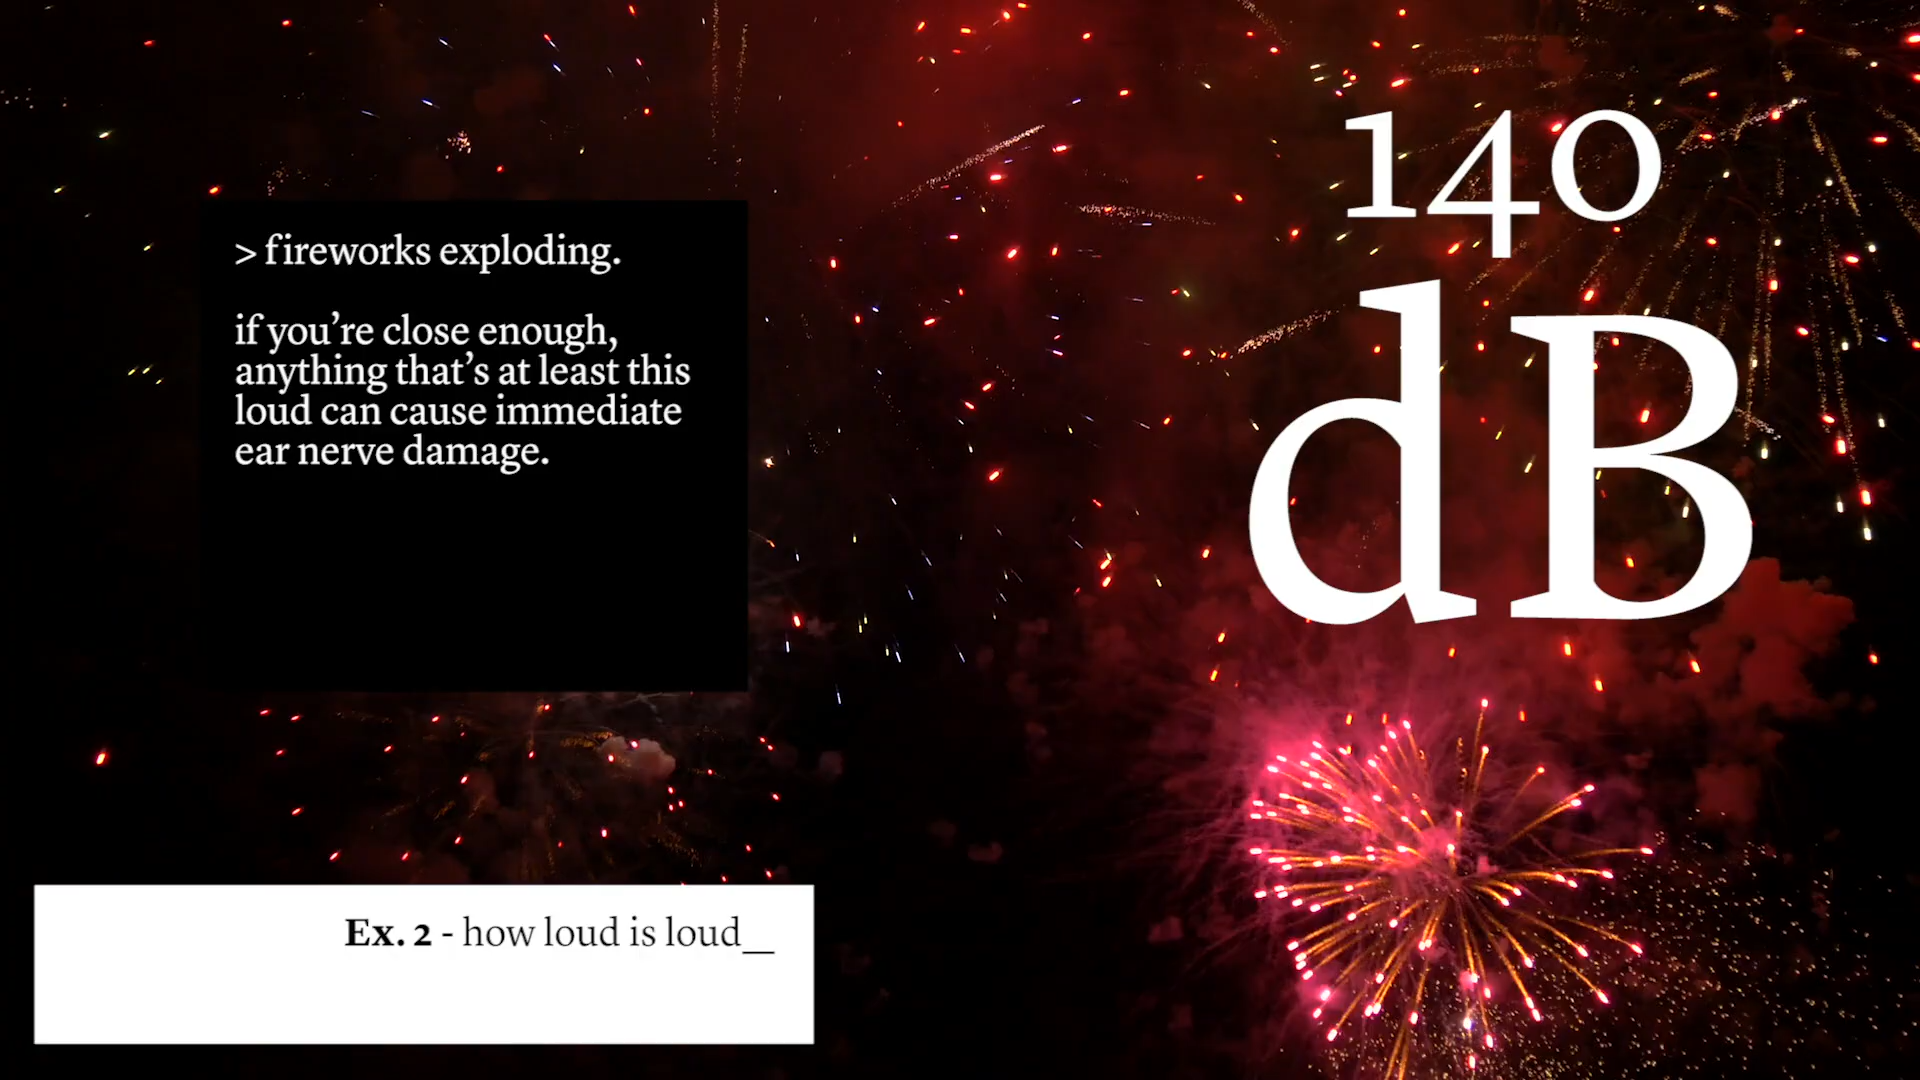 > fireworks exploding.
if you’re close enough,
anything that’s at least this
loud can cause immediate
ear nerve damage.
140
dB
Ex. 2 - how loud is loud_